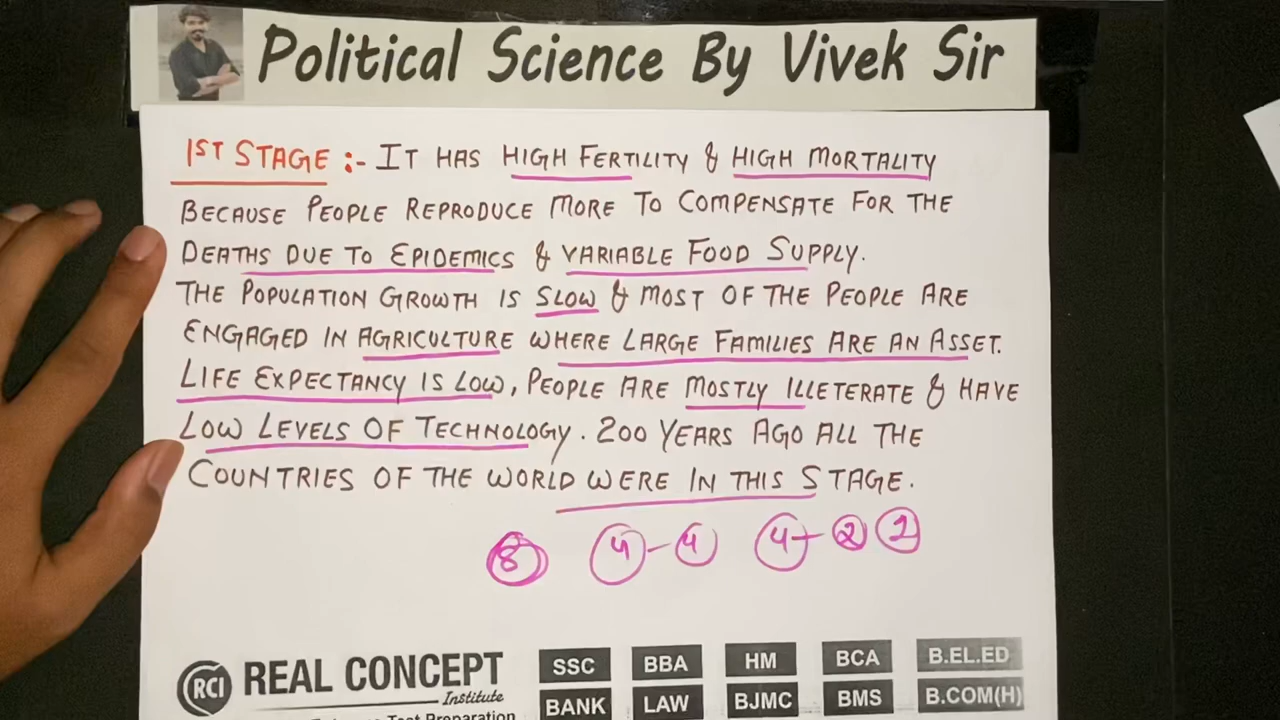 Political Science By Vivek Sir
1ST STAGE :- IT HAS HIGH FERTILITY & HIGH MORTALITY
BECAUSE PEOPLE REPRODUCE MORE TO COMPENSATE FOR THE
DEATHS DUE TO EPIDEMICS & VARIABLE FOOD SUPPLY.
THE POPULATION GROWTH IS SLOW & MOST OF THE PEOPLE ARE
ENGAGED IN AGRICULTURE WHERE LARGE FAMILIES ARE AN ASSET.
LIFE EXPECTANCY IS LOW, PEOPLE ARE MOSTLY ILLETERATE & HAVE
LOW LEVELS OF TECHNOLOGY. 200 YEARS AGO ALL THE
COUNTRIES OF THE WORLD WERE IN THIS STAGE.
8 4 - 4 4 - 2 2
RCI REAL CONCEPT
Institute
Test Preparation
SSC BBA HM BCA B.EL.ED
BANK LAW BJMC BMS B.COM(H)